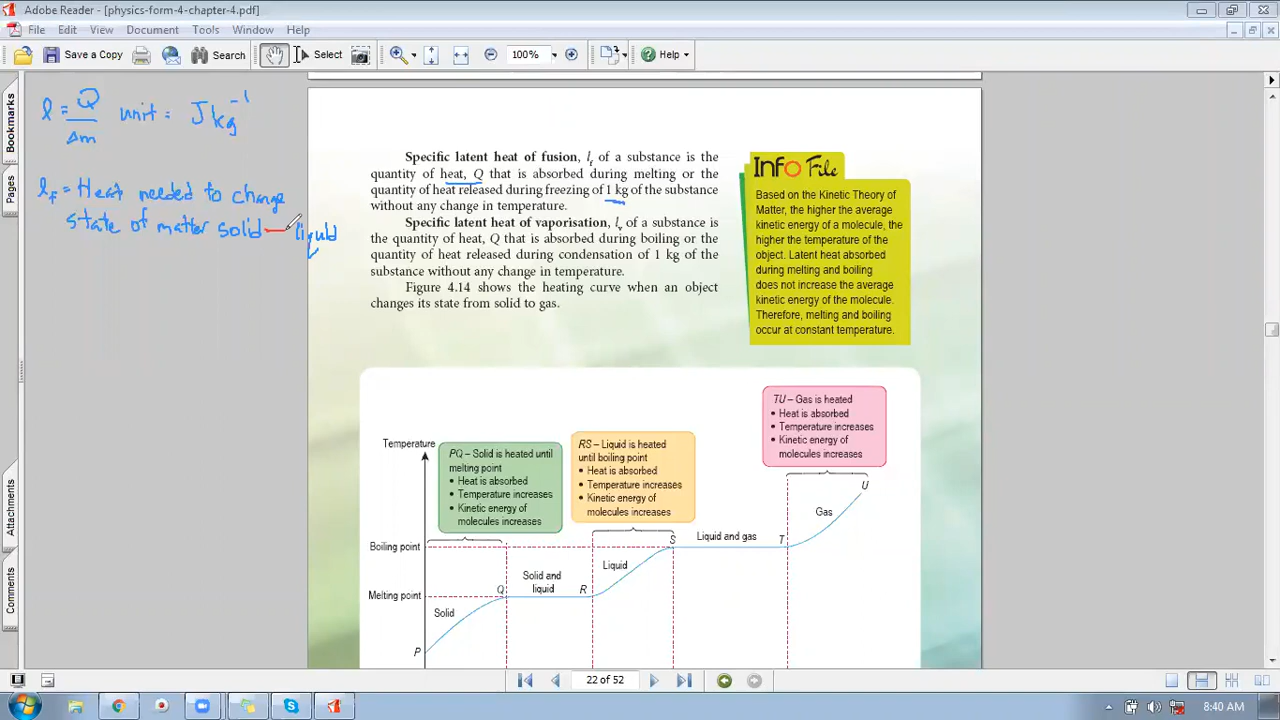 Adobe Reader - [physics-form-4-chapter-4.pdf]
File Edit View Document Tools Window Help
Save a Copy Search Select 100% Help
Bookmarks
Pages
Attachments
Comments
l = Q/Δm unit = J kg⁻¹
lF = Heat needed to change
state of matter solid — liquid
Specific latent heat of fusion, lf of a substance is the
quantity of heat, Q that is absorbed during melting or the
quantity of heat released during freezing of 1 kg of the substance
without any change in temperature.
Specific latent heat of vaporisation, lv of a substance is
the quantity of heat, Q that is absorbed during boiling or the
quantity of heat released during condensation of 1 kg of the
substance without any change in temperature.
Figure 4.14 shows the heating curve when an object
changes its state from solid to gas.
Info File
Based on the Kinetic Theory of
Matter, the higher the average
kinetic energy of a molecule, the
higher the temperature of the
object. Latent heat absorbed
during melting and boiling
does not increase the average
kinetic energy of the molecule.
Therefore, melting and boiling
occur at constant temperature.
Temperature
PQ – Solid is heated until
melting point
• Heat is absorbed
• Temperature increases
• Kinetic energy of
molecules increases
RS – Liquid is heated
until boiling point
• Heat is absorbed
• Temperature increases
• Kinetic energy of
molecules increases
TU – Gas is heated
• Heat is absorbed
• Temperature increases
• Kinetic energy of
molecules increases
U
Gas
Boiling point
S
Liquid and gas
T
Liquid
Solid and
liquid
Melting point
Q
R
Solid
P
22 of 52
8:40 AM